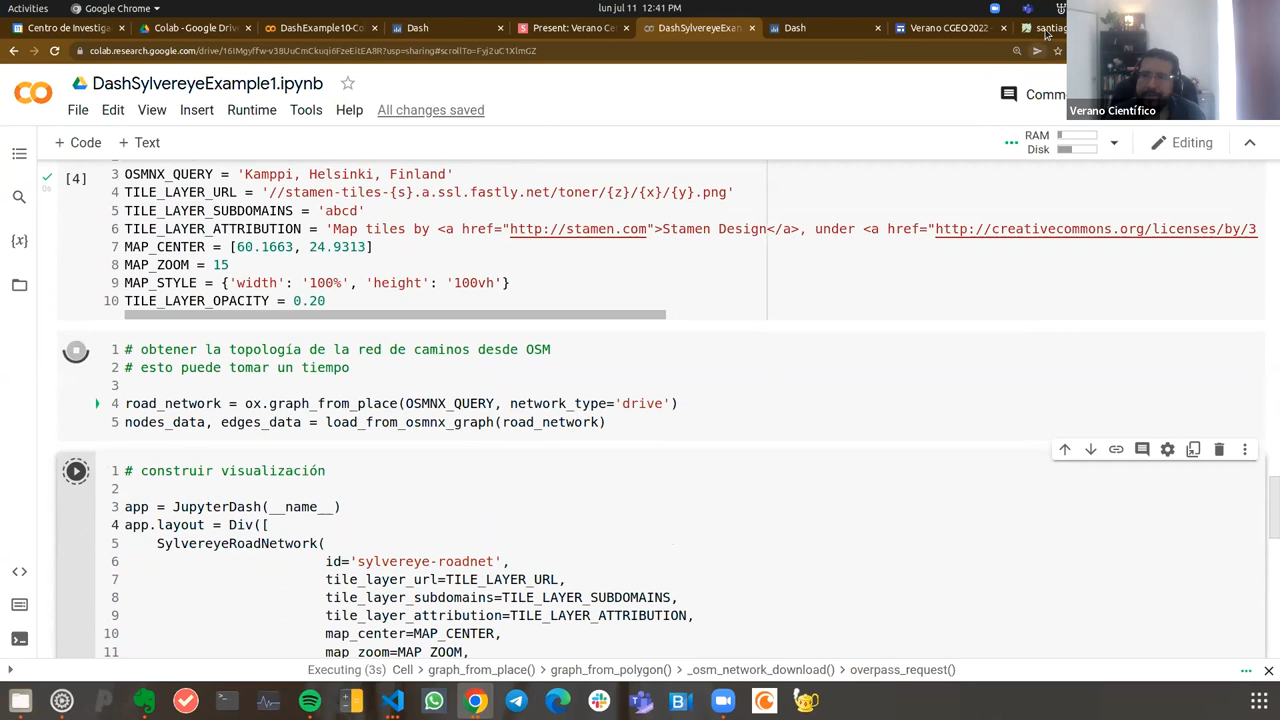 Activities
Google Chrome
lun jul 11 12:41 PM
Centro de Investiga
Colab - Google Driv
DashExample10-Co
Dash
Present: Verano Ce
DashSylvereyeExam
Dash
Verano CGEO 2022 -
santiag
colab.research.google.com/drive/16IMgyffw-v38UuCmCkuqi6FzeEitEA8R?usp=sharing#scrollTo=Fyj2uC1XlmGZ
DashSylvereyeExample1.ipynb
Comme
Verano Científico
File Edit View Insert Runtime Tools Help All changes saved
+ Code + Text
RAM
Disk
Editing
[4]
3 OSMNX_QUERY = 'Kamppi, Helsinki, Finland'
4 TILE_LAYER_URL = '//stamen-tiles-{s}.a.ssl.fastly.net/toner/{z}/{x}/{y}.png'
5 TILE_LAYER_SUBDOMAINS = 'abcd'
6 TILE_LAYER_ATTRIBUTION = 'Map tiles by <a href="http://stamen.com">Stamen Design</a>, under <a href="http://creativecommons.org/licenses/by/3
7 MAP_CENTER = [60.1663, 24.9313]
8 MAP_ZOOM = 15
9 MAP_STYLE = {'width': '100%', 'height': '100vh'}
10 TILE_LAYER_OPACITY = 0.20
1 # obtener la topología de la red de caminos desde OSM
2 # esto puede tomar un tiempo
3
4 road_network = ox.graph_from_place(OSMNX_QUERY, network_type='drive')
5 nodes_data, edges_data = load_from_osmnx_graph(road_network)
1 # construir visualización
2
3 app = JupyterDash(__name__)
4 app.layout = Div([
5 SylvereyeRoadNetwork(
6 id='sylvereye-roadnet',
7 tile_layer_url=TILE_LAYER_URL,
8 tile_layer_subdomains=TILE_LAYER_SUBDOMAINS,
9 tile_layer_attribution=TILE_LAYER_ATTRIBUTION,
10 map_center=MAP_CENTER,
11 map_zoom=MAP_ZOOM,
Executing (3s) Cell > graph_from_place() > graph_from_polygon() > _osm_network_download() > overpass_request()